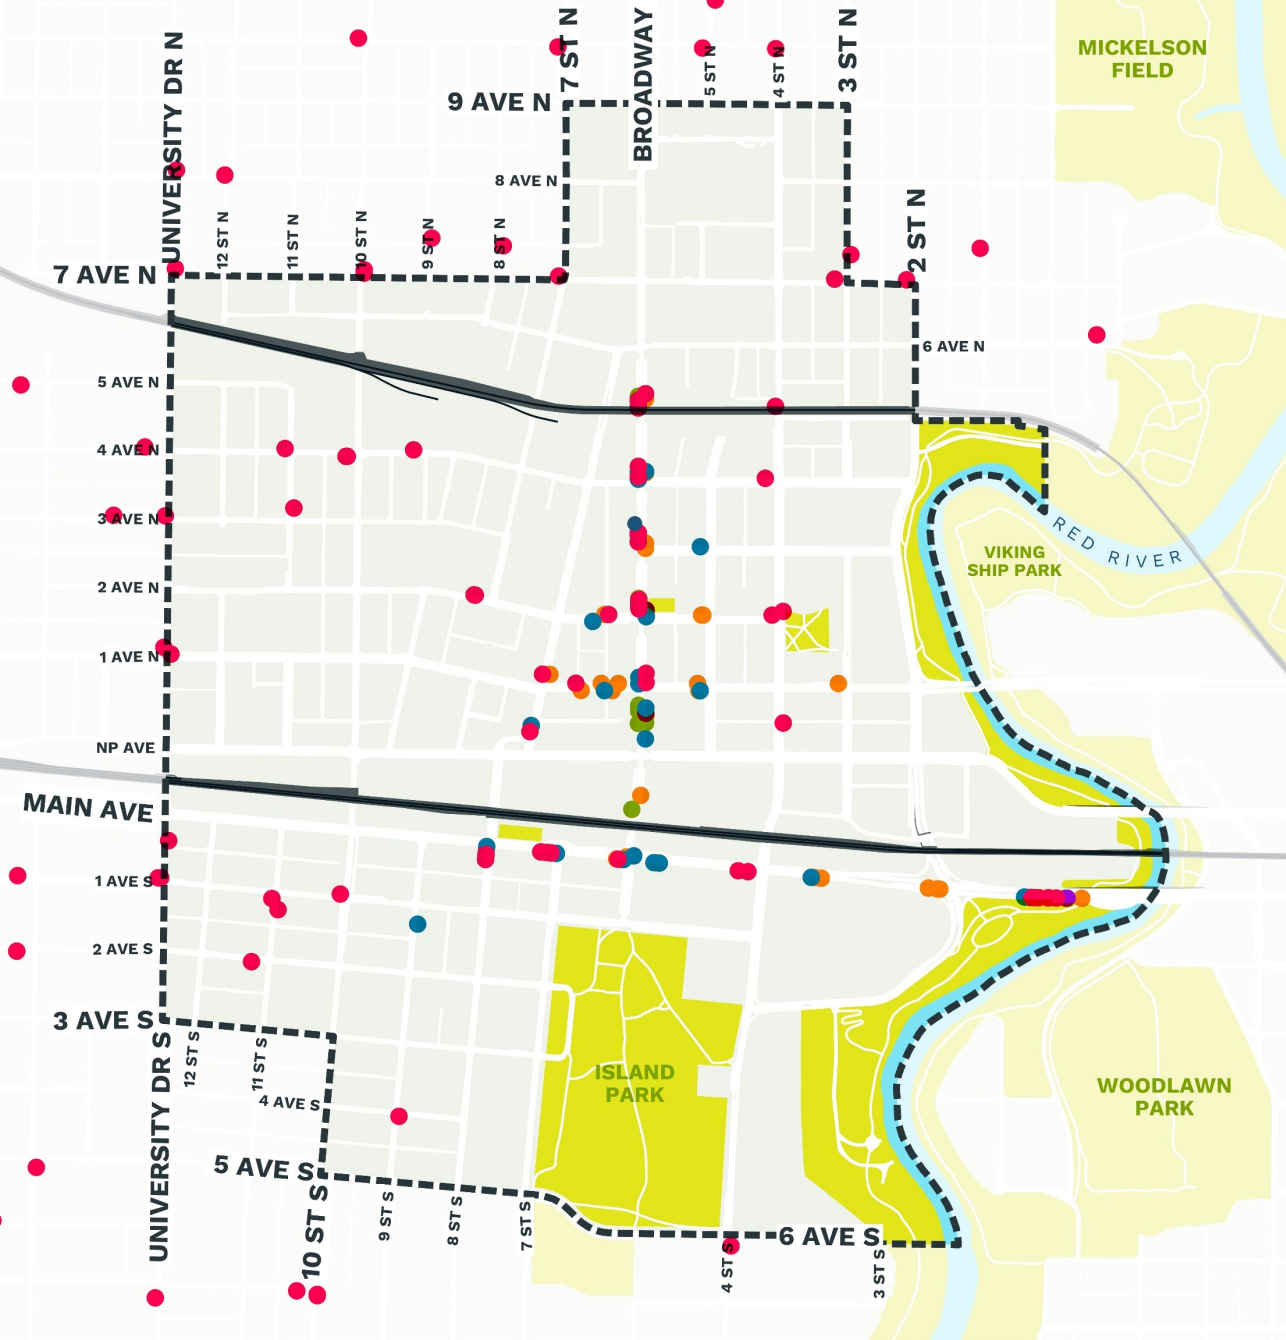 UNIVERSITY DR N
7 ST N
BROADWAY
3 ST N
5 ST N
4 ST N
MICKELSON
FIELD
9 AVE N
8 AVE N
2 ST N
12 ST N
11 ST N
10 ST N
9 ST N
8 ST N
7 AVE N
6 AVE N
5 AVE N
4 AVE N
3 AVE N
RED RIVER
VIKING
SHIP PARK
2 AVE N
1 AVE N
NP AVE
MAIN AVE
1 AVE S
2 AVE S
3 AVE S
UNIVERSITY DR S
12 ST S
11 ST S
4 AVE S
ISLAND
PARK
WOODLAWN
PARK
5 AVE S
10 ST S
9 ST S
8 ST S
7 ST S
6 AVE S
4 ST S
3 ST S